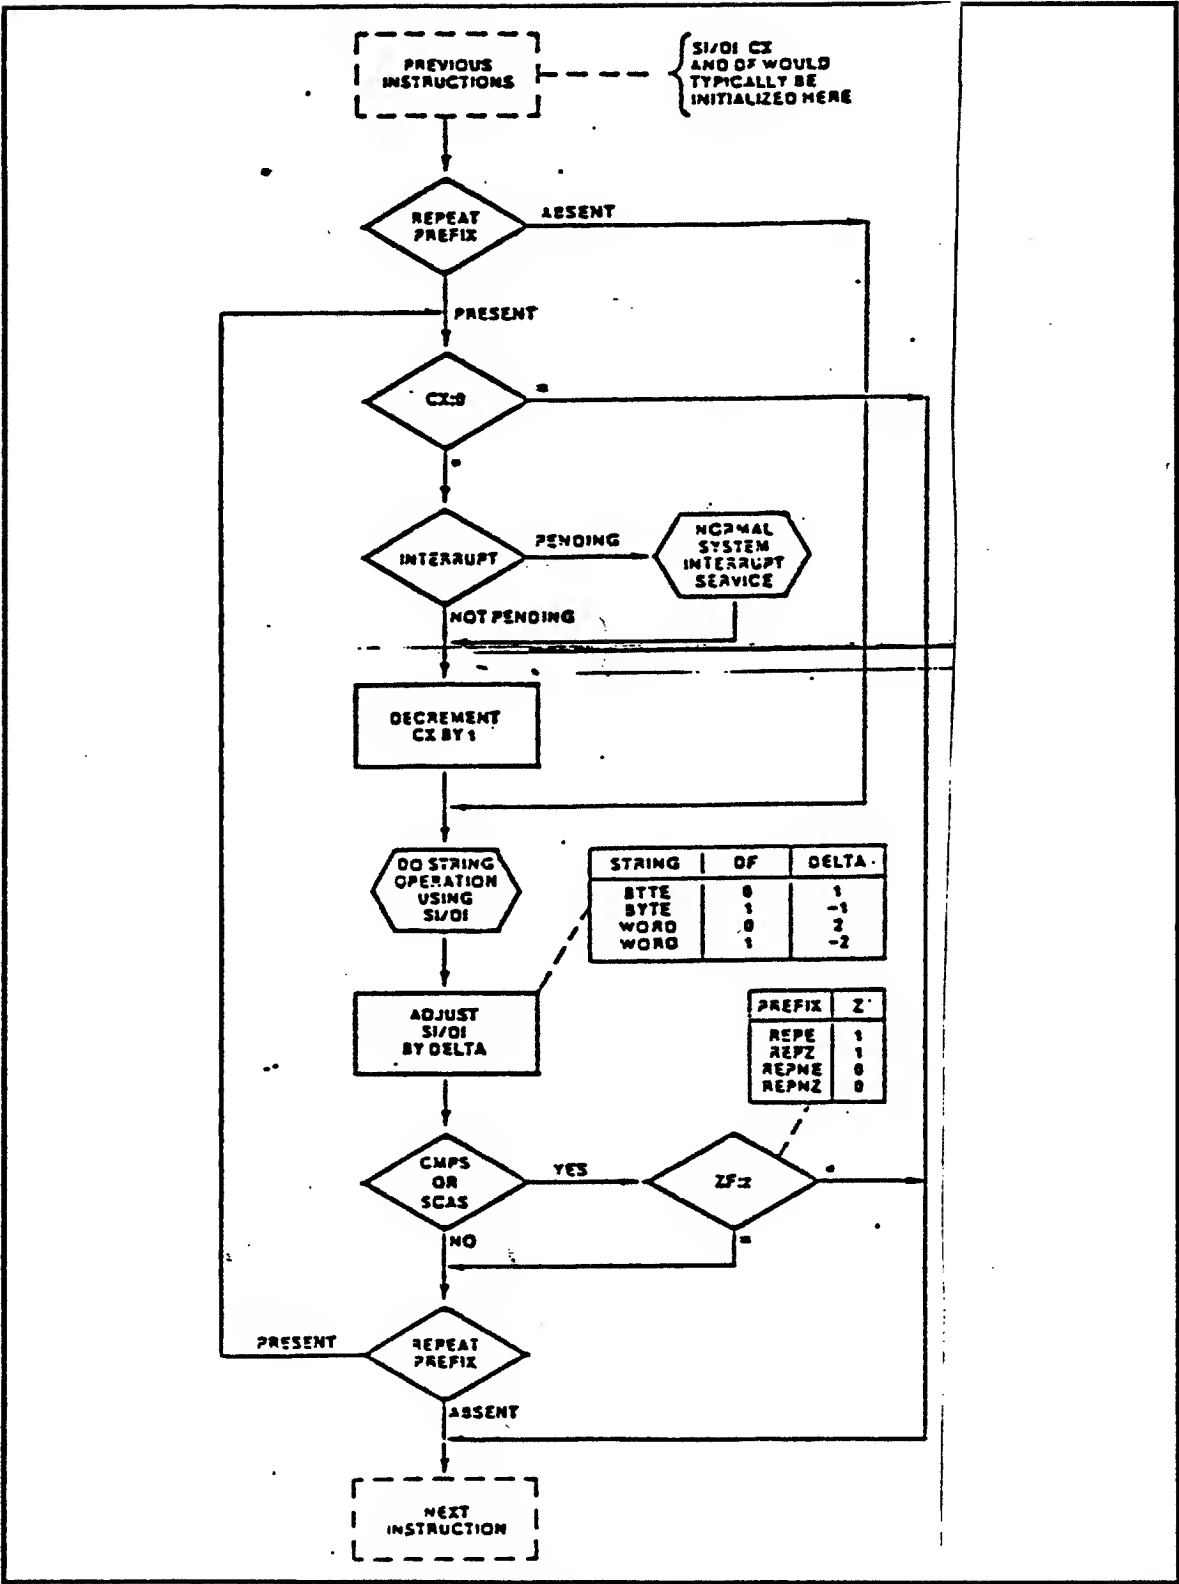 PREVIOUS
INSTRUCTIONS
SI/DI CX
AND DF WOULD
TYPICALLY BE
INITIALIZED HERE
REPEAT
PREFIX
ABSENT
PRESENT
CX:0
=
INTERRUPT
PENDING
NORMAL
SYSTEM
INTERRUPT
SERVICE
NOT PENDING
DECREMENT
CX BY 1
DO STRING
OPERATION
USING
SI/DI
STRING DF DELTA
BYTE 0 1
BYTE 1 -1
WORD 0 2
WORD 1 -2
ADJUST
SI/DI
BY DELTA
PREFIX Z
REPE 1
REPZ 1
REPNE 0
REPNZ 0
CMPS
OR
SCAS
YES
ZF:z
NO
=
PRESENT
REPEAT
PREFIX
ABSENT
NEXT
INSTRUCTION